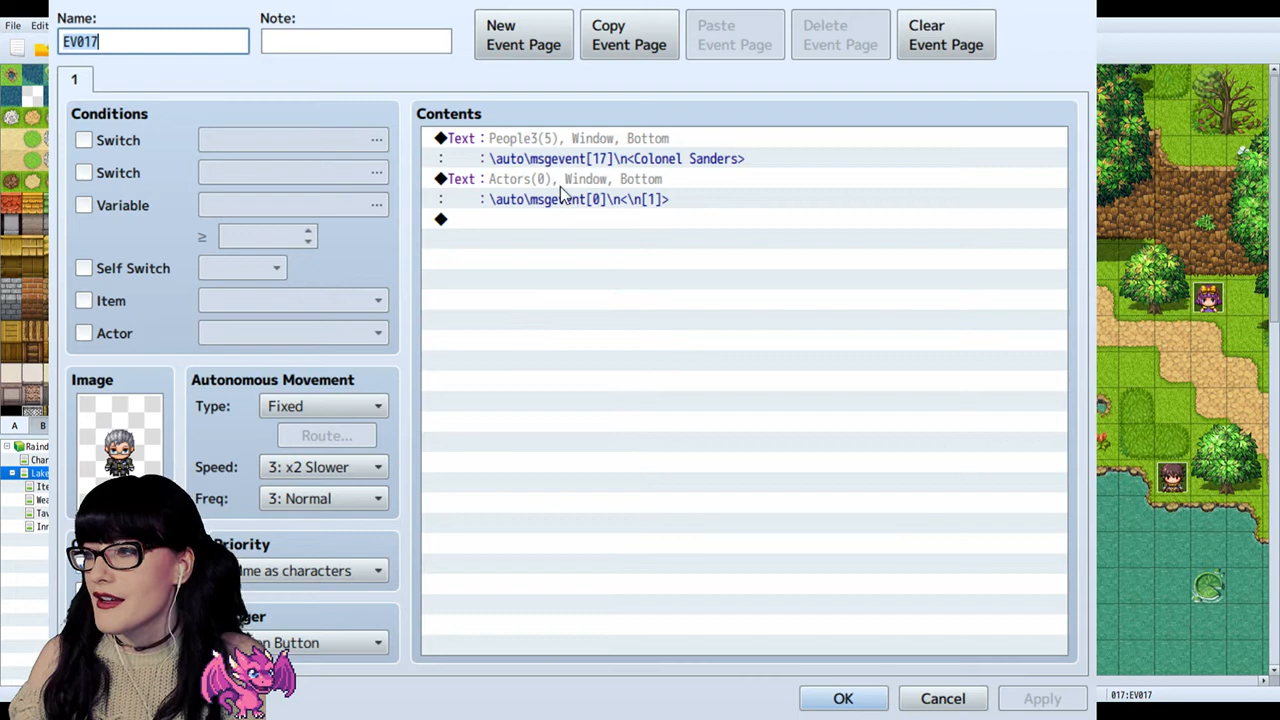 File Edit
Name:
Note:
EV017
New
Event Page
Copy
Event Page
Paste
Event Page
Delete
Event Page
Clear
Event Page
1
Conditions
Switch ...
Switch ...
Variable ...
≥
Self Switch
Item
Actor
Image
Autonomous Movement
Type: Fixed
Route...
Speed: 3: x2 Slower
Freq: 3: Normal
Priority
me as characters
Button
Contents
◆Text：People3(5), Window, Bottom
: :\auto\msgevent[17]\n<Colonel Sanders>
◆Text：Actors(0), Window, Bottom
: :\auto\msgevent[0]\n<\n[1]>
◆
A B
OK
Cancel
Apply
017:EV017